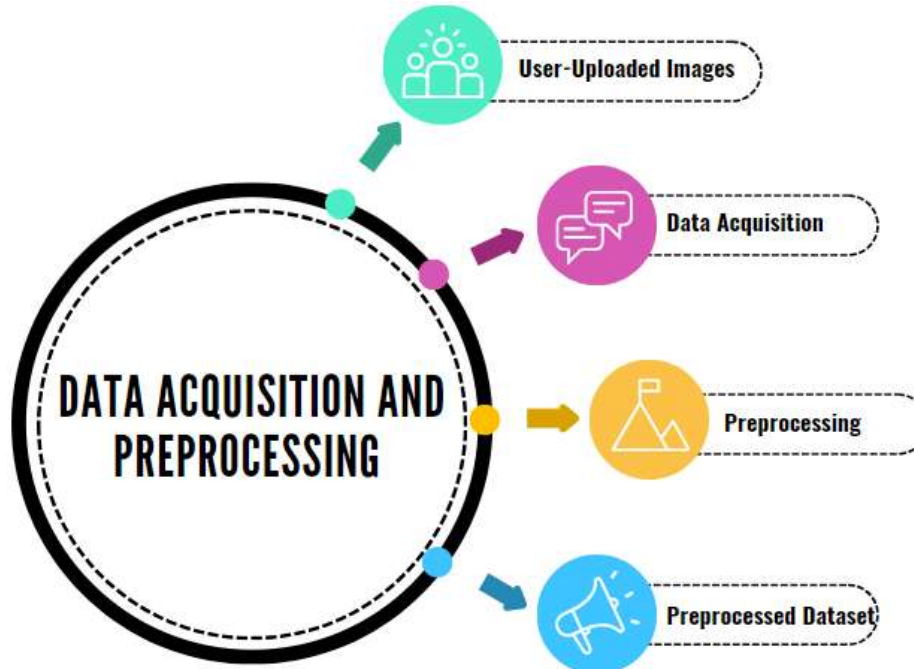 User-Uploaded Images
Data Acquisition
DATA ACQUISITION AND
PREPROCESSING
Preprocessing
Preprocessed Dataset